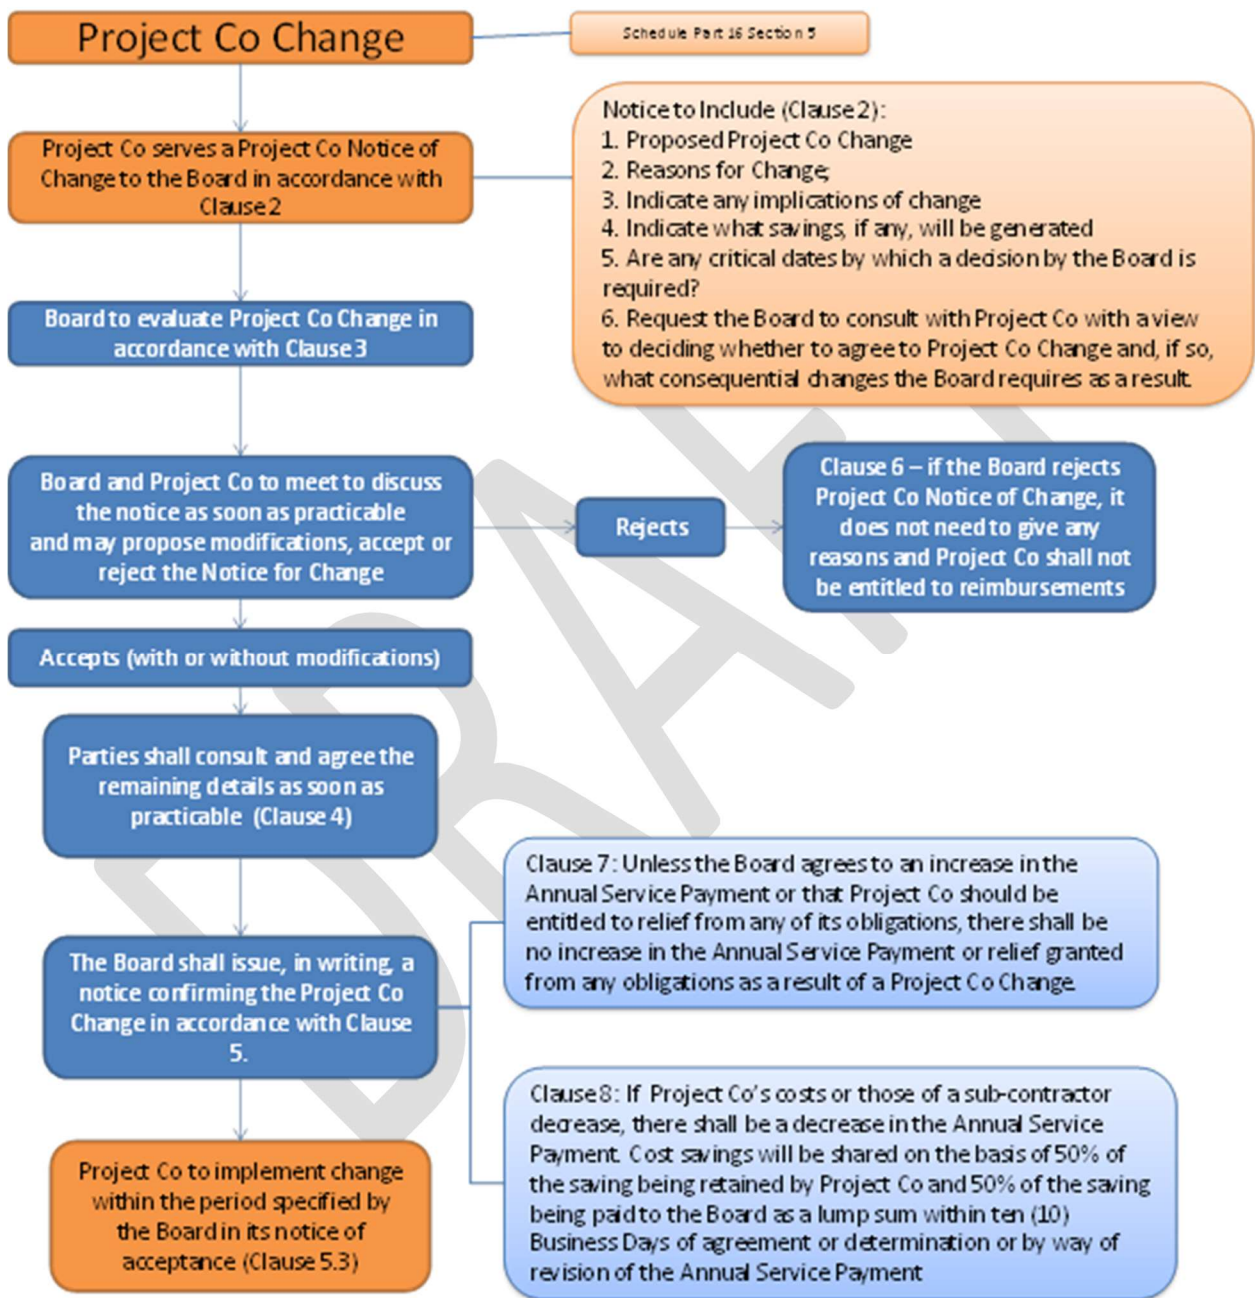 Project Co Change
Schedule Part 16 Section 5
Project Co serves a Project Co Notice of
Change to the Board in accordance with
Clause 2
Notice to Include (Clause 2):
1. Proposed Project Co Change
2. Reasons for Change;
3. Indicate any implications of change
4. Indicate what savings, if any, will be generated
5. Are any critical dates by which a decision by the Board is
required?
6. Request the Board to consult with Project Co with a view
to deciding whether to agree to Project Co Change and, if so,
what consequential changes the Board requires as a result.
Board to evaluate Project Co Change in
accordance with Clause 3
Board and Project Co to meet to discuss
the notice as soon as practicable
and may propose modifications, accept or
reject the Notice for Change
Rejects
Clause 6 – if the Board rejects
Project Co Notice of Change, it
does not need to give any
reasons and Project Co shall not
be entitled to reimbursements
Accepts (with or without modifications)
Parties shall consult and agree the
remaining details as soon as
practicable (Clause 4)
The Board shall issue, in writing, a
notice confirming the Project Co
Change in accordance with Clause
5.
Clause 7: Unless the Board agrees to an increase in the
Annual Service Payment or that Project Co should be
entitled to relief from any of its obligations, there shall be
no increase in the Annual Service Payment or relief granted
from any obligations as a result of a Project Co Change.
Clause 8: If Project Co's costs or those of a sub-contractor
decrease, there shall be a decrease in the Annual Service
Payment. Cost savings will be shared on the basis of 50% of
the saving being retained by Project Co and 50% of the saving
being paid to the Board as a lump sum within ten (10)
Business Days of agreement or determination or by way of
revision of the Annual Service Payment
Project Co to implement change
within the period specified by
the Board in its notice of
acceptance (Clause 5.3)
DRAFT